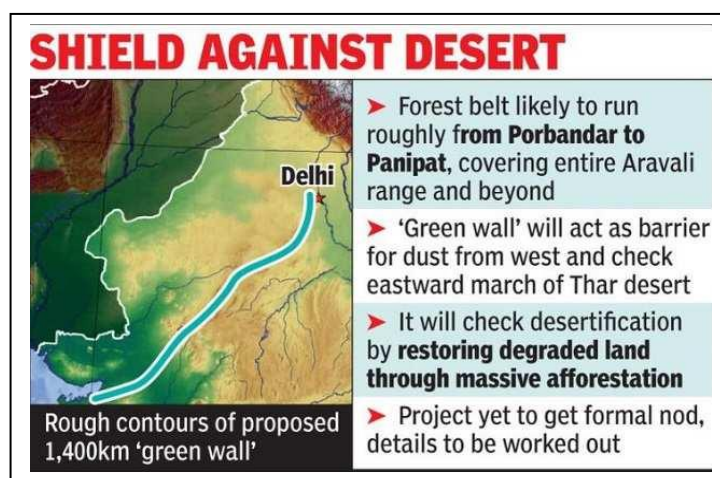 SHIELD AGAINST DESERT
Delhi
Rough contours of proposed
1,400km ‘green wall’
➤ Forest belt likely to run
roughly from Porbandar to
Panipat, covering entire Aravali
range and beyond
➤ ‘Green wall’ will act as barrier
for dust from west and check
eastward march of Thar desert
➤ It will check desertification
by restoring degraded land
through massive afforestation
➤ Project yet to get formal nod,
details to be worked out